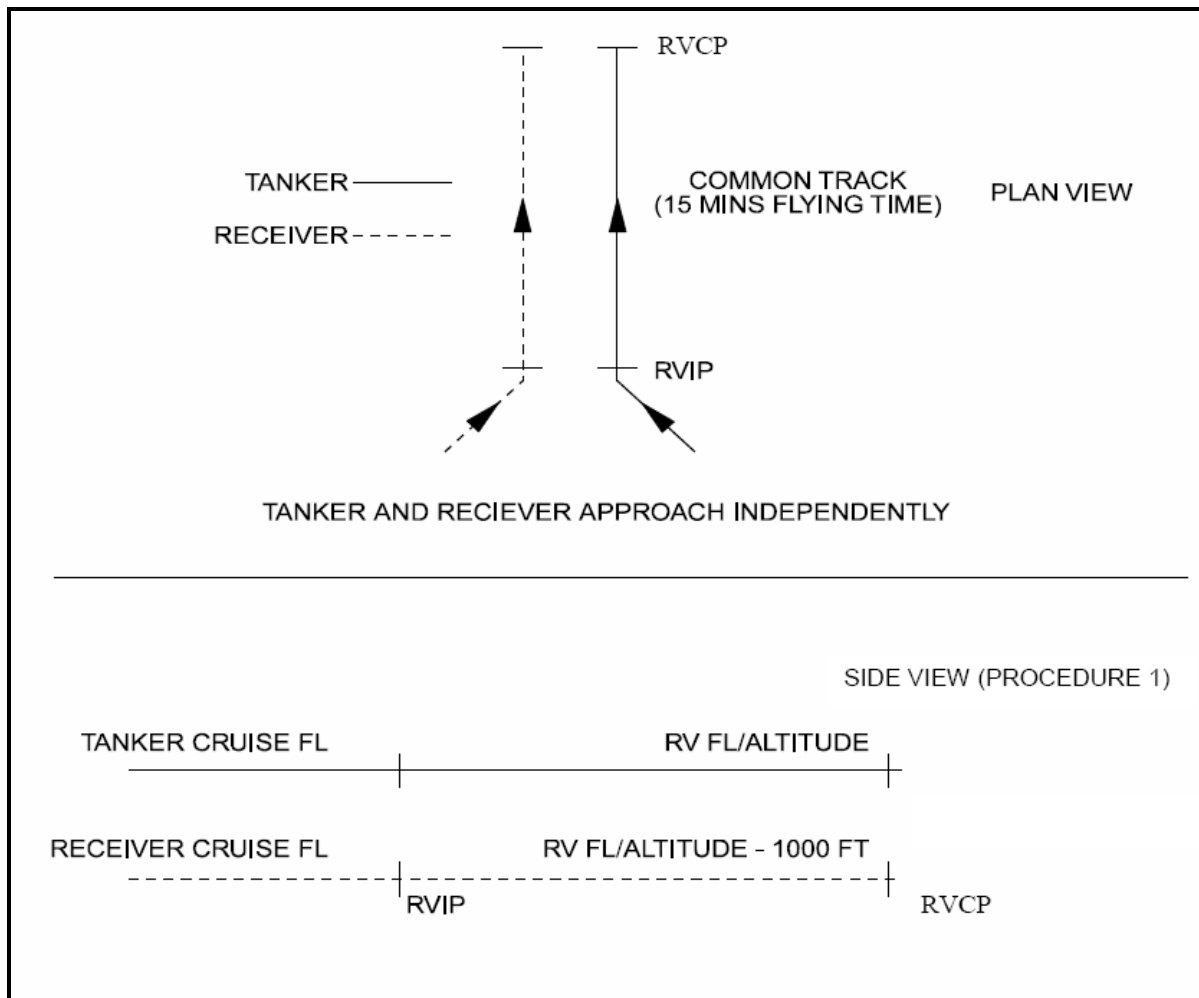 RVCP
TANKER
COMMON TRACK
(15 MINS FLYING TIME)
PLAN VIEW
RECEIVER
RVIP
TANKER AND RECIEVER APPROACH INDEPENDENTLY
SIDE VIEW (PROCEDURE 1)
TANKER CRUISE FL
RV FL/ALTITUDE
RECEIVER CRUISE FL
RV FL/ALTITUDE - 1000 FT
RVIP
RVCP